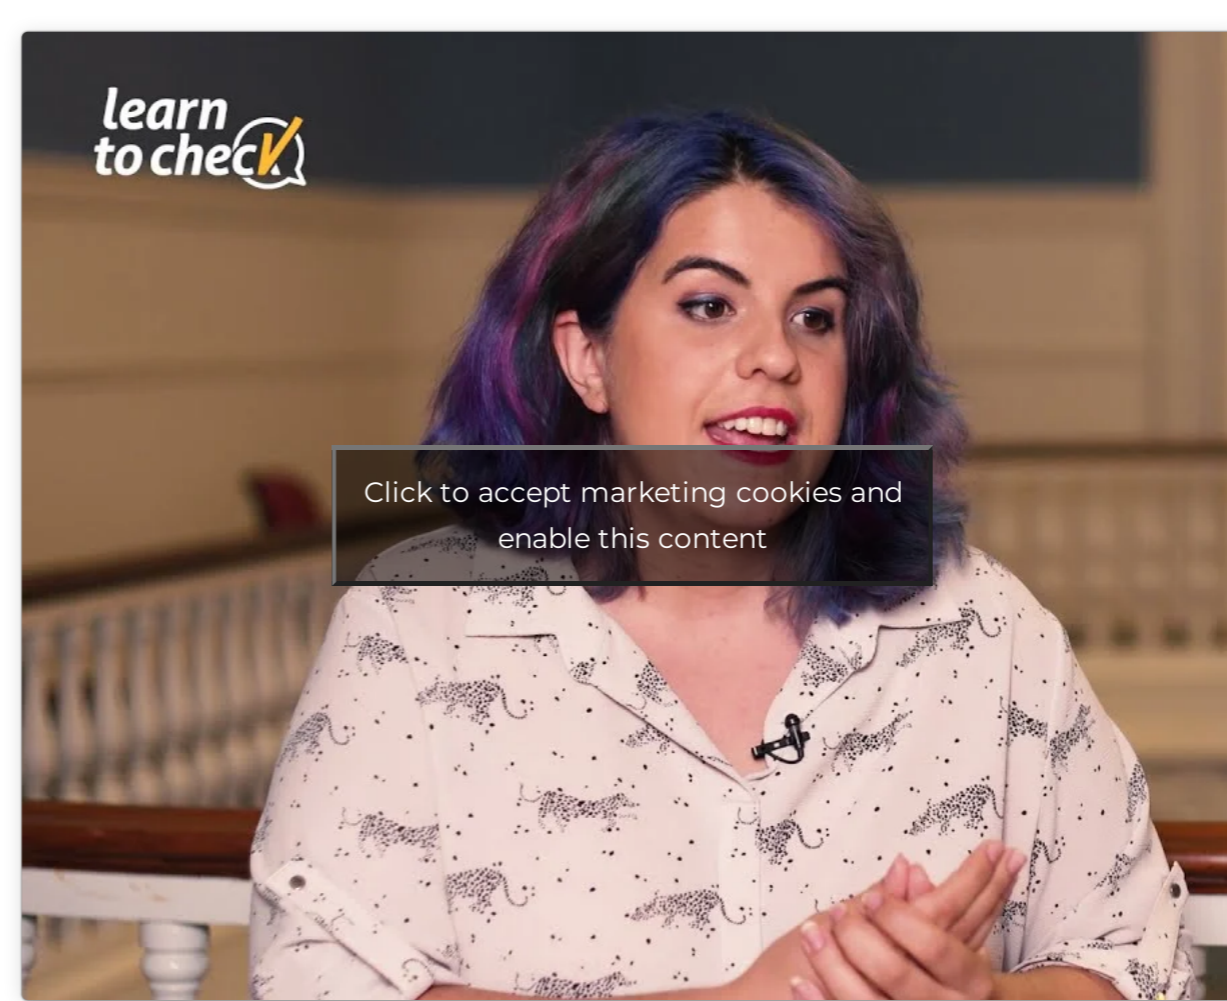 learn
to check
Click to accept marketing cookies and
enable this content